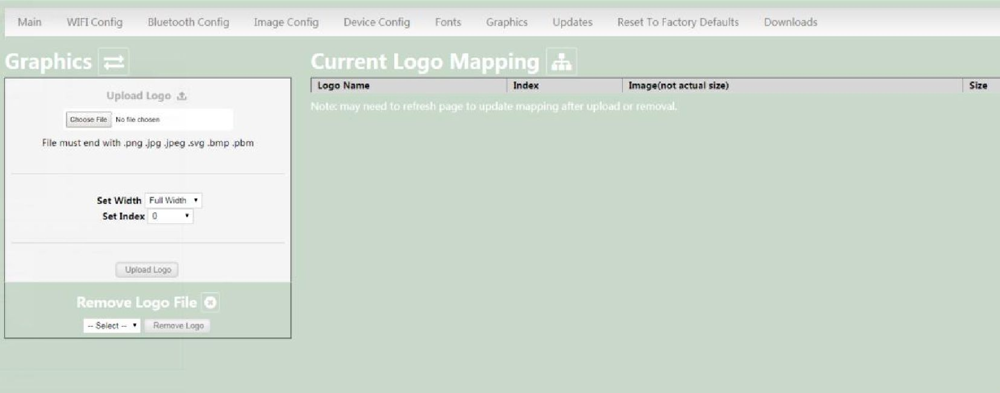 Main WIFI Config Bluetooth Config Image Config Device Config Fonts Graphics Updates Reset To Factory Defaults Downloads
Graphics
Upload Logo
Choose File No file chosen
File must end with .png .jpg .jpeg .svg .bmp .pbm
Set Width Full Width
Set Index 0
Upload Logo
Remove Logo File
-- Select -- Remove Logo
Current Logo Mapping
Logo Name Index Image(not actual size) Size
Note: may need to refresh page to update mapping after upload or removal.